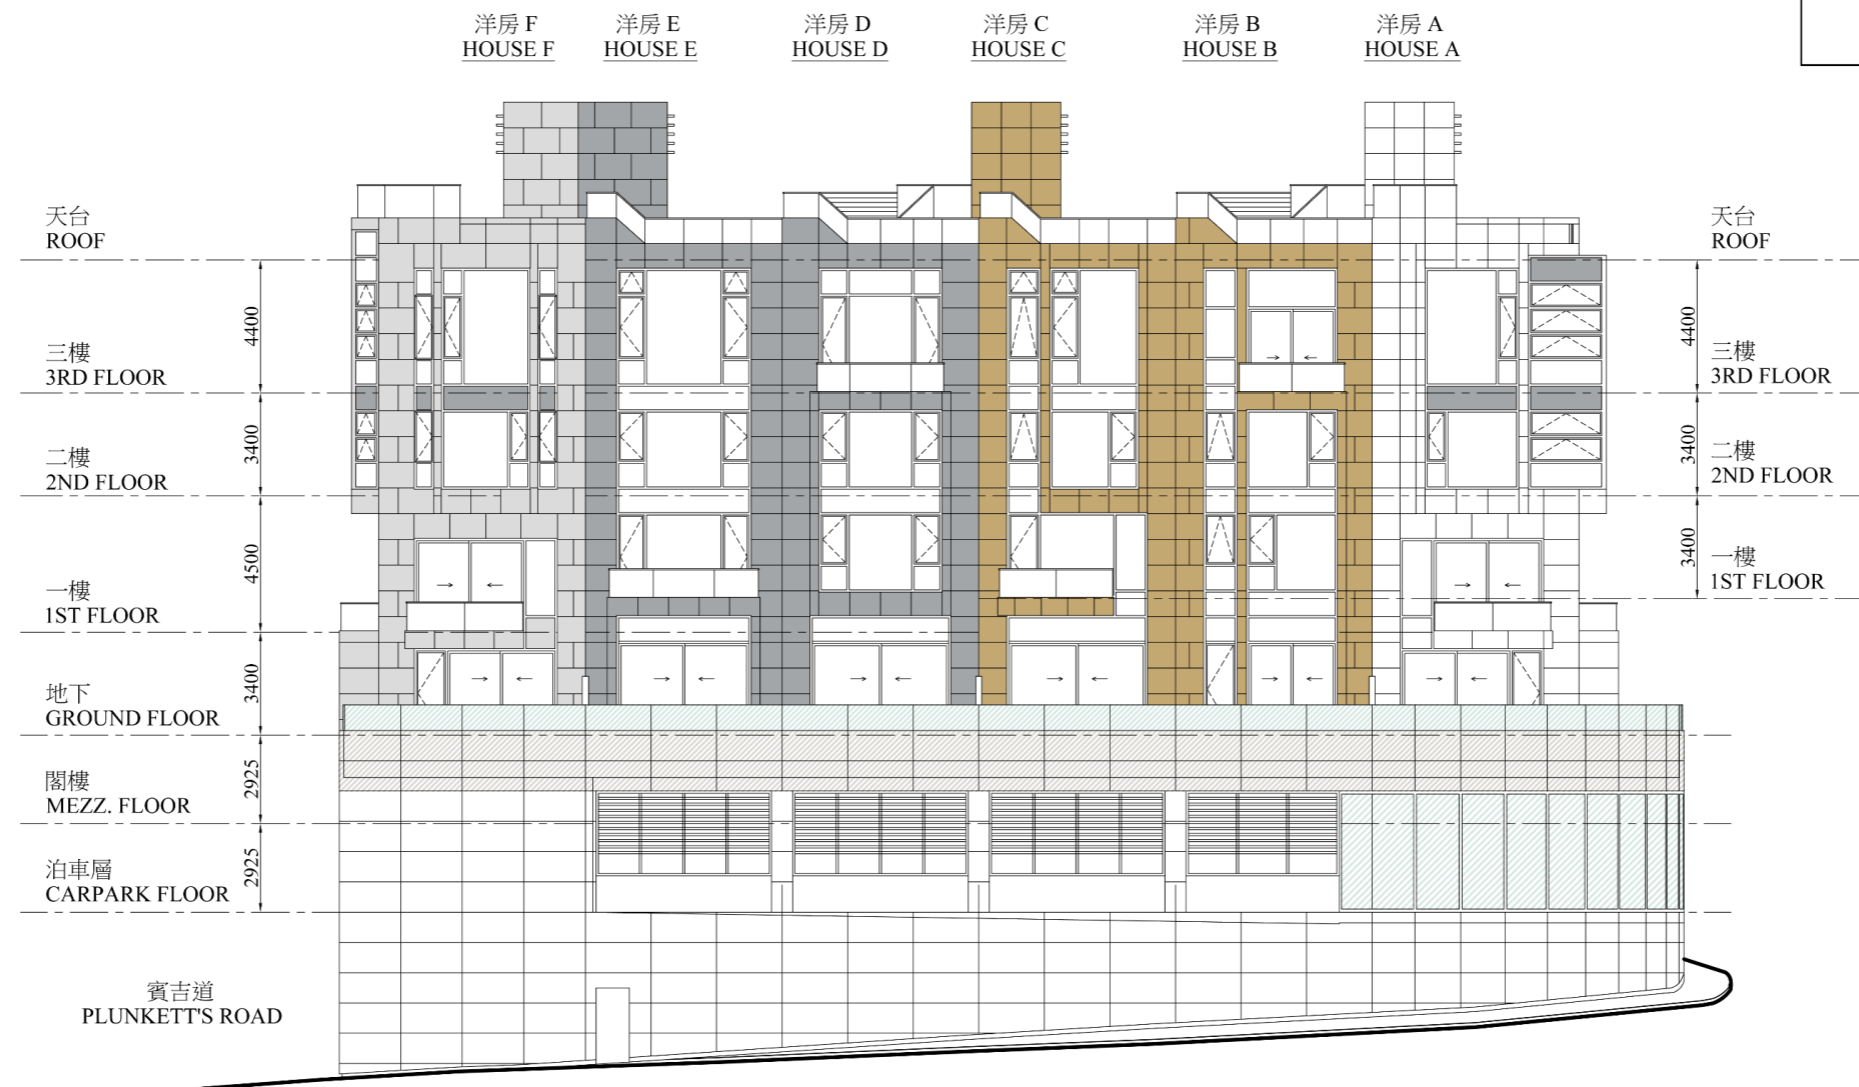 洋房 F
HOUSE F
洋房 E
HOUSE E
洋房 D
HOUSE D
洋房 C
HOUSE C
洋房 B
HOUSE B
洋房 A
HOUSE A
天台
ROOF
4400
三樓
3RD FLOOR
3400
二樓
2ND FLOOR
4500
一樓
1ST FLOOR
3400
地下
GROUND FLOOR
2925
閣樓
MEZZ. FLOOR
2925
泊車層
CARPARK FLOOR
賓吉道
PLUNKETT'S ROAD
天台
ROOF
4400
三樓
3RD FLOOR
3400
二樓
2ND FLOOR
3400
一樓
1ST FLOOR